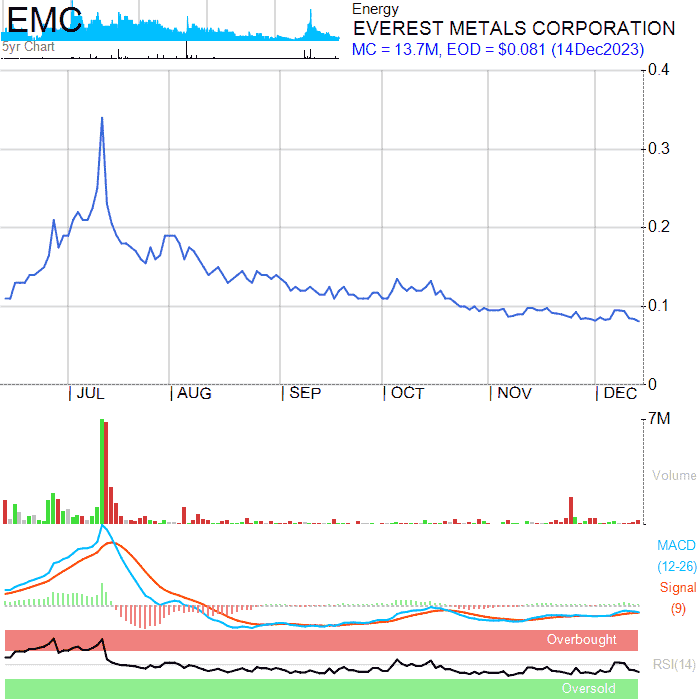 EMC
5yr Chart
Energy
EVEREST METALS CORPORATION
MC = 13.7M, EOD = $0.081 (14Dec2023)
0.4
0.3
0.2
0.1
0
JUL AUG SEP OCT NOV DEC
7M
Volume
MACD
(12-26)
Signal
(9)
Overbought
RSI(14)
Oversold